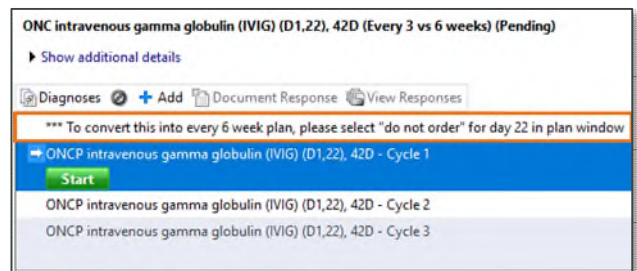 ONC intravenous gamma globulin (IVIG) (D1,22), 42D (Every 3 vs 6 weeks) (Pending)
Show additional details
Diagnoses Add Document Response View Responses
*** To convert this into every 6 week plan, please select "do not order" for day 22 in plan window
ONCP intravenous gamma globulin (IVIG) (D1,22), 42D - Cycle 1
Start
ONCP intravenous gamma globulin (IVIG) (D1,22), 42D - Cycle 2
ONCP intravenous gamma globulin (IVIG) (D1,22), 42D - Cycle 3